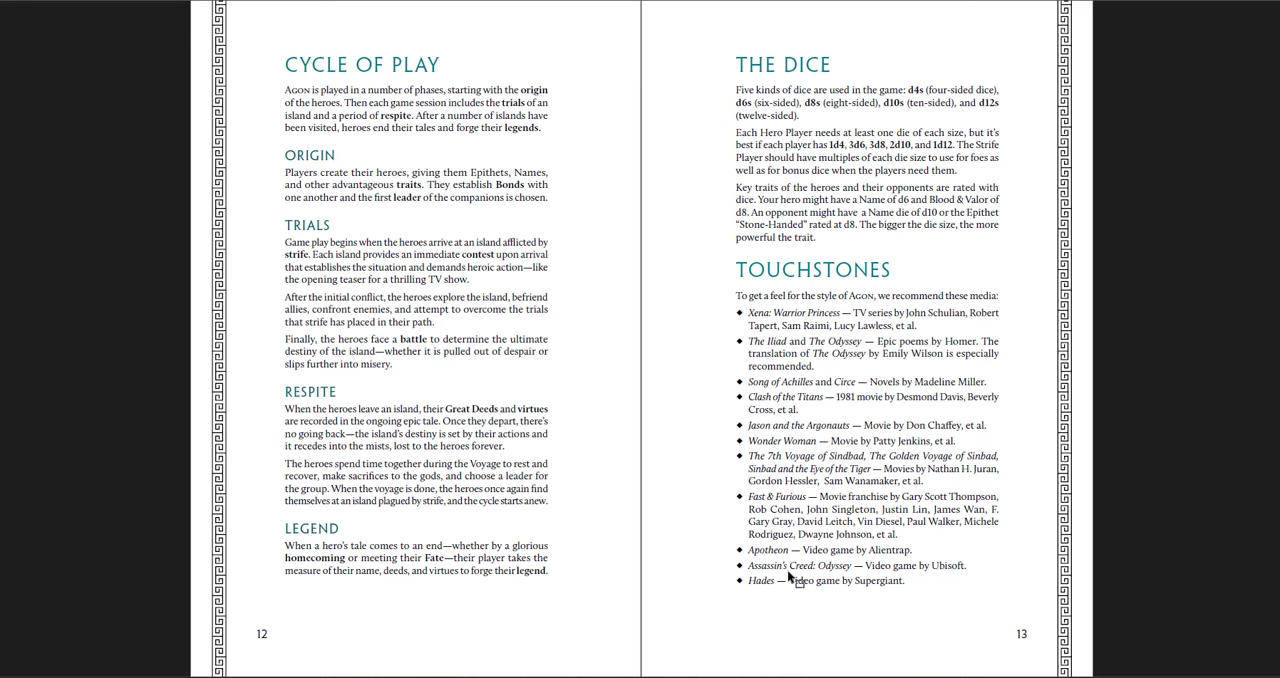 CYCLE OF PLAY
AGON is played in a number of phases, starting with the origin
of the heroes. Then each game session includes the trials of an
island and a period of respite. After a number of islands have
been visited, heroes end their tales and forge their legends.
ORIGIN
Players create their heroes, giving them Epithets, Names,
and other advantageous traits. They establish Bonds with
one another and the first leader of the companions is chosen.
TRIALS
Game play begins when the heroes arrive at an island afflicted by
strife. Each island provides an immediate contest upon arrival
that establishes the situation and demands heroic action—like
the opening teaser for a thrilling TV show.
After the initial conflict, the heroes explore the island, befriend
allies, confront enemies, and attempt to overcome the trials
that strife has placed in their path.
Finally, the heroes face a battle to determine the ultimate
destiny of the island—whether it is pulled out of despair or
slips further into misery.
RESPITE
When the heroes leave an island, their Great Deeds and virtues
are recorded in the ongoing epic tale. Once they depart, there's
no going back—the island's destiny is set by their actions and
it recedes into the mists, lost to the heroes forever.
The heroes spend time together during the Voyage to rest and
recover, make sacrifices to the gods, and choose a leader for
the group. When the voyage is done, the heroes once again find
themselves at an island plagued by strife, and the cycle starts anew.
LEGEND
When a hero's tale comes to an end—whether by a glorious
homecoming or meeting their Fate—their player takes the
measure of their name, deeds, and virtues to forge their legend.
12
THE DICE
Five kinds of dice are used in the game: d4s (four-sided dice),
d6s (six-sided), d8s (eight-sided), d10s (ten-sided), and d12s
(twelve-sided).
Each Hero Player needs at least one die of each size, but it's
best if each player has 1d4, 3d6, 3d8, 2d10, and 1d12. The Strife
Player should have multiples of each die size to use for foes as
well as for bonus dice when the players need them.
Key traits of the heroes and their opponents are rated with
dice. Your hero might have a Name of d6 and Blood & Valor of
d8. An opponent might have a Name die of d10 or the Epithet
“Stone-Handed” rated at d8. The bigger the die size, the more
powerful the trait.
TOUCHSTONES
To get a feel for the style of AGON, we recommend these media:
◆ Xena: Warrior Princess — TV series by John Schulian, Robert
Tapert, Sam Raimi, Lucy Lawless, et al.
◆ The Iliad and The Odyssey — Epic poems by Homer. The
translation of The Odyssey by Emily Wilson is especially
recommended.
◆ Song of Achilles and Circe — Novels by Madeline Miller.
◆ Clash of the Titans — 1981 movie by Desmond Davis, Beverly
Cross, et al.
◆ Jason and the Argonauts — Movie by Don Chaffey, et al.
◆ Wonder Woman — Movie by Patty Jenkins, et al.
◆ The 7th Voyage of Sindbad, The Golden Voyage of Sinbad,
Sinbad and the Eye of the Tiger — Movies by Nathan H. Juran,
Gordon Hessler, Sam Wanamaker, et al.
◆ Fast & Furious — Movie franchise by Gary Scott Thompson,
Rob Cohen, John Singleton, Justin Lin, James Wan, F.
Gary Gray, David Leitch, Vin Diesel, Paul Walker, Michele
Rodriguez, Dwayne Johnson, et al.
◆ Apotheon — Video game by Alientrap.
◆ Assassin's Creed: Odyssey — Video game by Ubisoft.
◆ Hades — Video game by Supergiant.
13